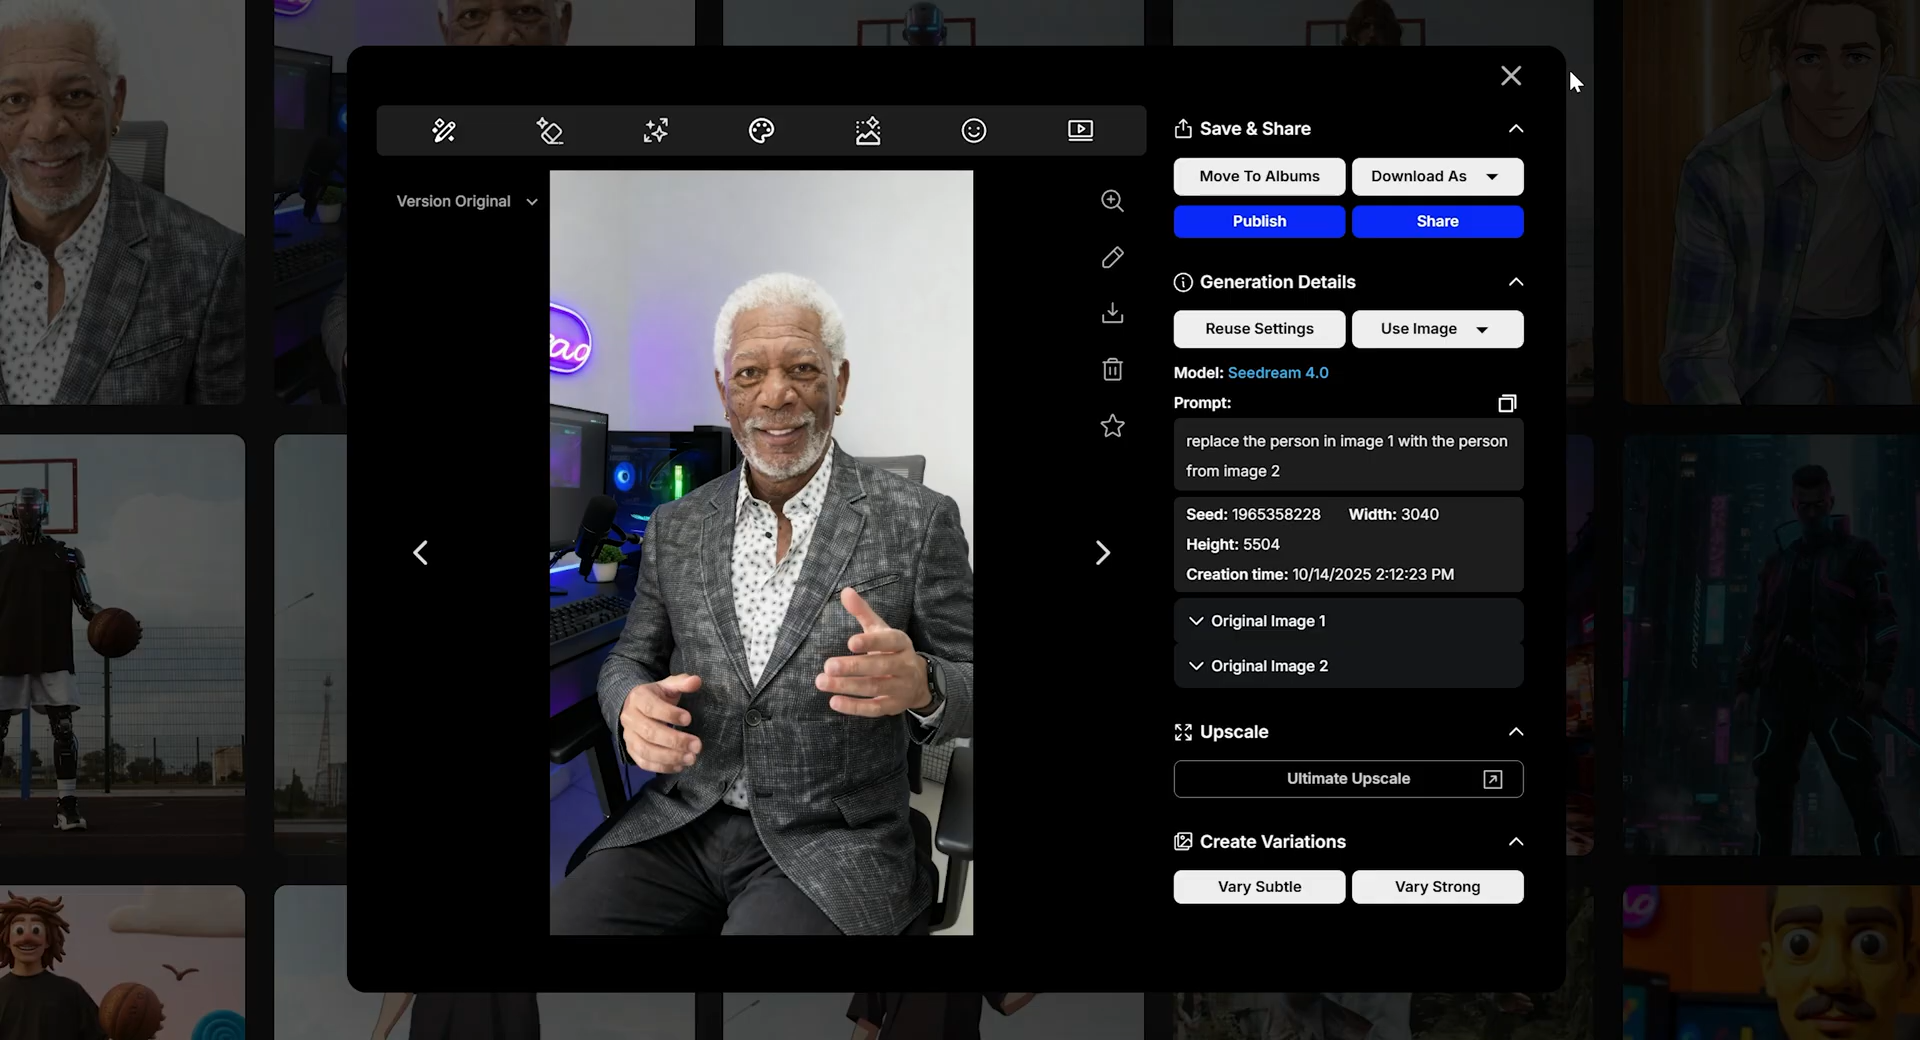 Save & Share
Move To Albums
Download As
Publish
Share
Version Original
Generation Details
Reuse Settings
Use Image
Model: Seedream 4.0
Prompt:
replace the person in image 1 with the person
from image 2
Seed: 1965358228 Width: 3040
Height: 5504
Creation time: 10/14/2025 2:12:23 PM
Original Image 1
Original Image 2
Upscale
Ultimate Upscale
Create Variations
Vary Subtle
Vary Strong